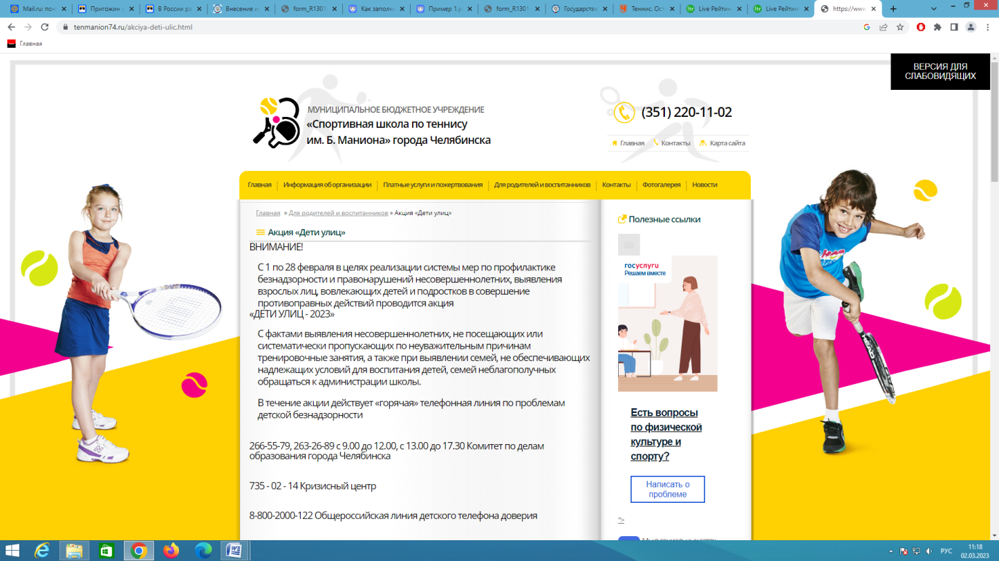 Mail.ru: поч
Пригожин с
В России ра
Внесение и
form_R1301
Как заполн
Пример 1.р
form_R1301
Государстве
Теннис. Ост
Live Рейтин
Live Рейтин
https://www
tenmanion74.ru/akciya-deti-ulic.html
Главная
ВЕРСИЯ ДЛЯ
СЛАБОВИДЯЩИХ
МУНИЦИПАЛЬНОЕ БЮДЖЕТНОЕ УЧРЕЖДЕНИЕ
«Спортивная школа по теннису
им. Б. Маниона» города Челябинска
(351) 220-11-02
Главная Контакты Карта сайта
Главная Информация об организации Платные услуги и пожертвования Для родителей и воспитанников Контакты Фотогалерея Новости
Главная » Для родителей и воспитанников » Акция «Дети улиц»
Акция «Дети улиц»
ВНИМАНИЕ!
С 1 по 28 февраля в целях реализации системы мер по профилактике
безнадзорности и правонарушений несовершеннолетних, выявления
взрослых лиц, вовлекающих детей и подростков в совершение
противоправных действий проводится акция
«ДЕТИ УЛИЦ - 2023»
С фактами выявления несовершеннолетних, не посещающих или
систематически пропускающих по неуважительным причинам
тренировочные занятия, а также при выявлении семей, не обеспечивающих
надлежащих условий для воспитания детей, семей неблагополучных
обращаться к администрации школы.
В течение акции действует «горячая» телефонная линия по проблемам
детской безнадзорности
266-55-79, 263-26-89 с 9.00 до 12.00, с 13.00 до 17.30 Комитет по делам
образования города Челябинска
735 - 02 - 14 Кризисный центр
8-800-2000-122 Общероссийская линия детского телефона доверия
Полезные ссылки
госуслуги
Решаем вместе
Есть вопросы
по физической
культуре и
спорту?
Написать о
проблеме
">
Мы в социальных сетях
РУС
11:18
02.03.2023